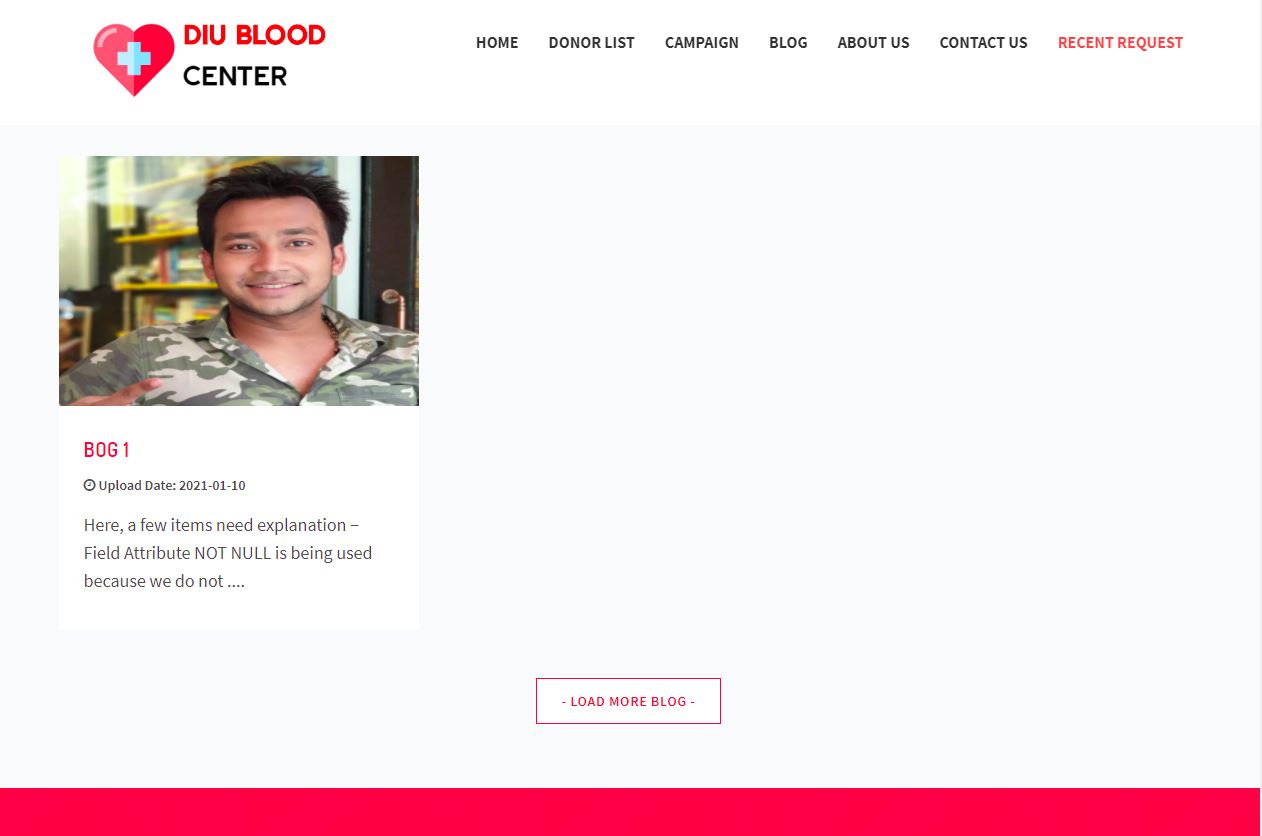 DIU BLOOD
CENTER
HOME DONOR LIST CAMPAIGN BLOG ABOUT US CONTACT US RECENT REQUEST
BOG 1
Upload Date: 2021-01-10
Here, a few items need explanation −
Field Attribute NOT NULL is being used
because we do not ....
- LOAD MORE BLOG -